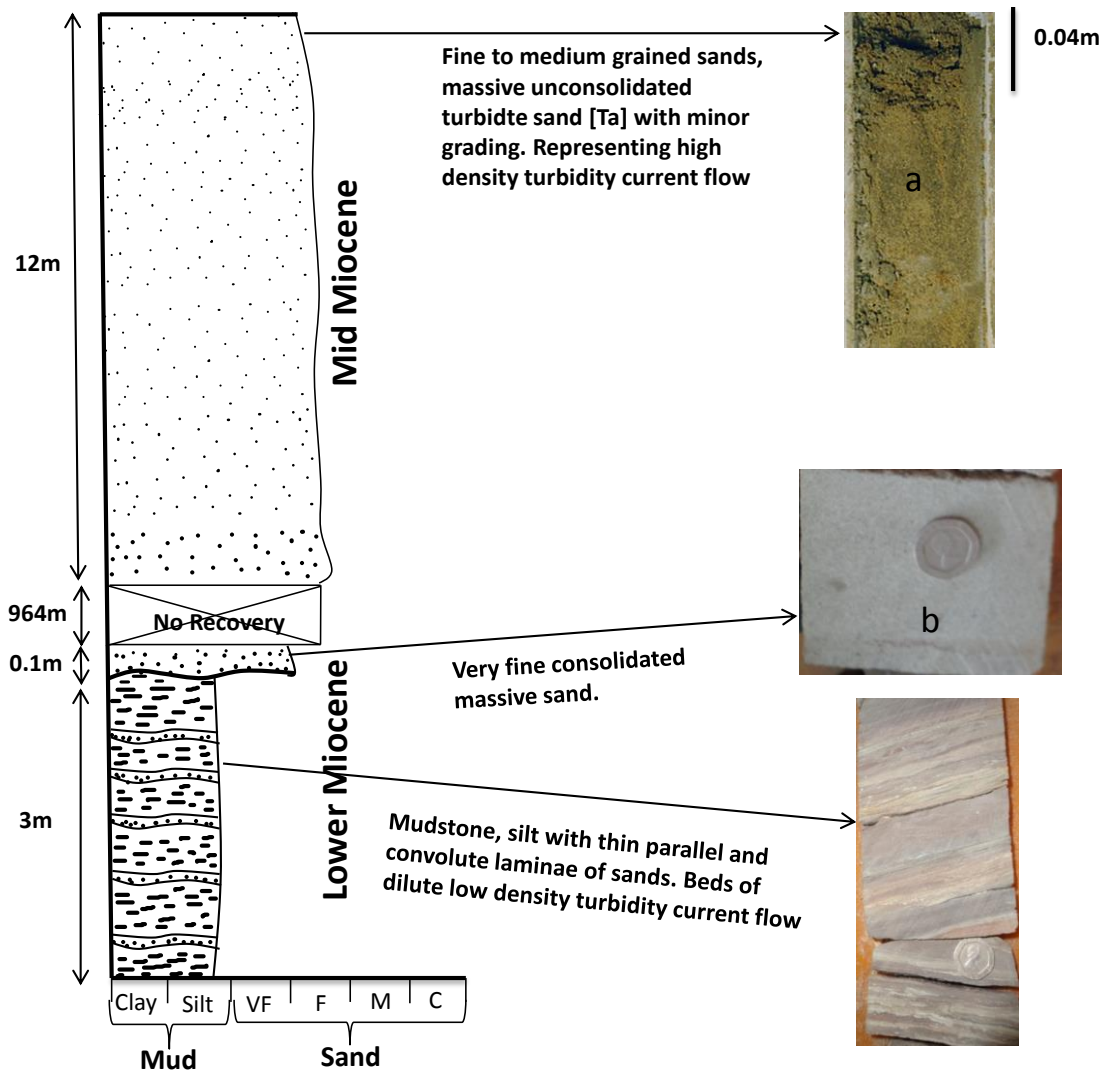 0.04m
Fine to medium grained sands,
massive unconsolidated
turbidte sand [Ta] with minor
grading. Representing high
density turbidity current flow
a
12m
Mid Miocene
964m
No Recovery
0.1m
b
Very fine consolidated
massive sand.
Lower Miocene
3m
Mudstone, silt with thin parallel and
convolute laminae of sands. Beds of
dilute low density turbidity current flow
Clay Silt VF F M C
Mud Sand